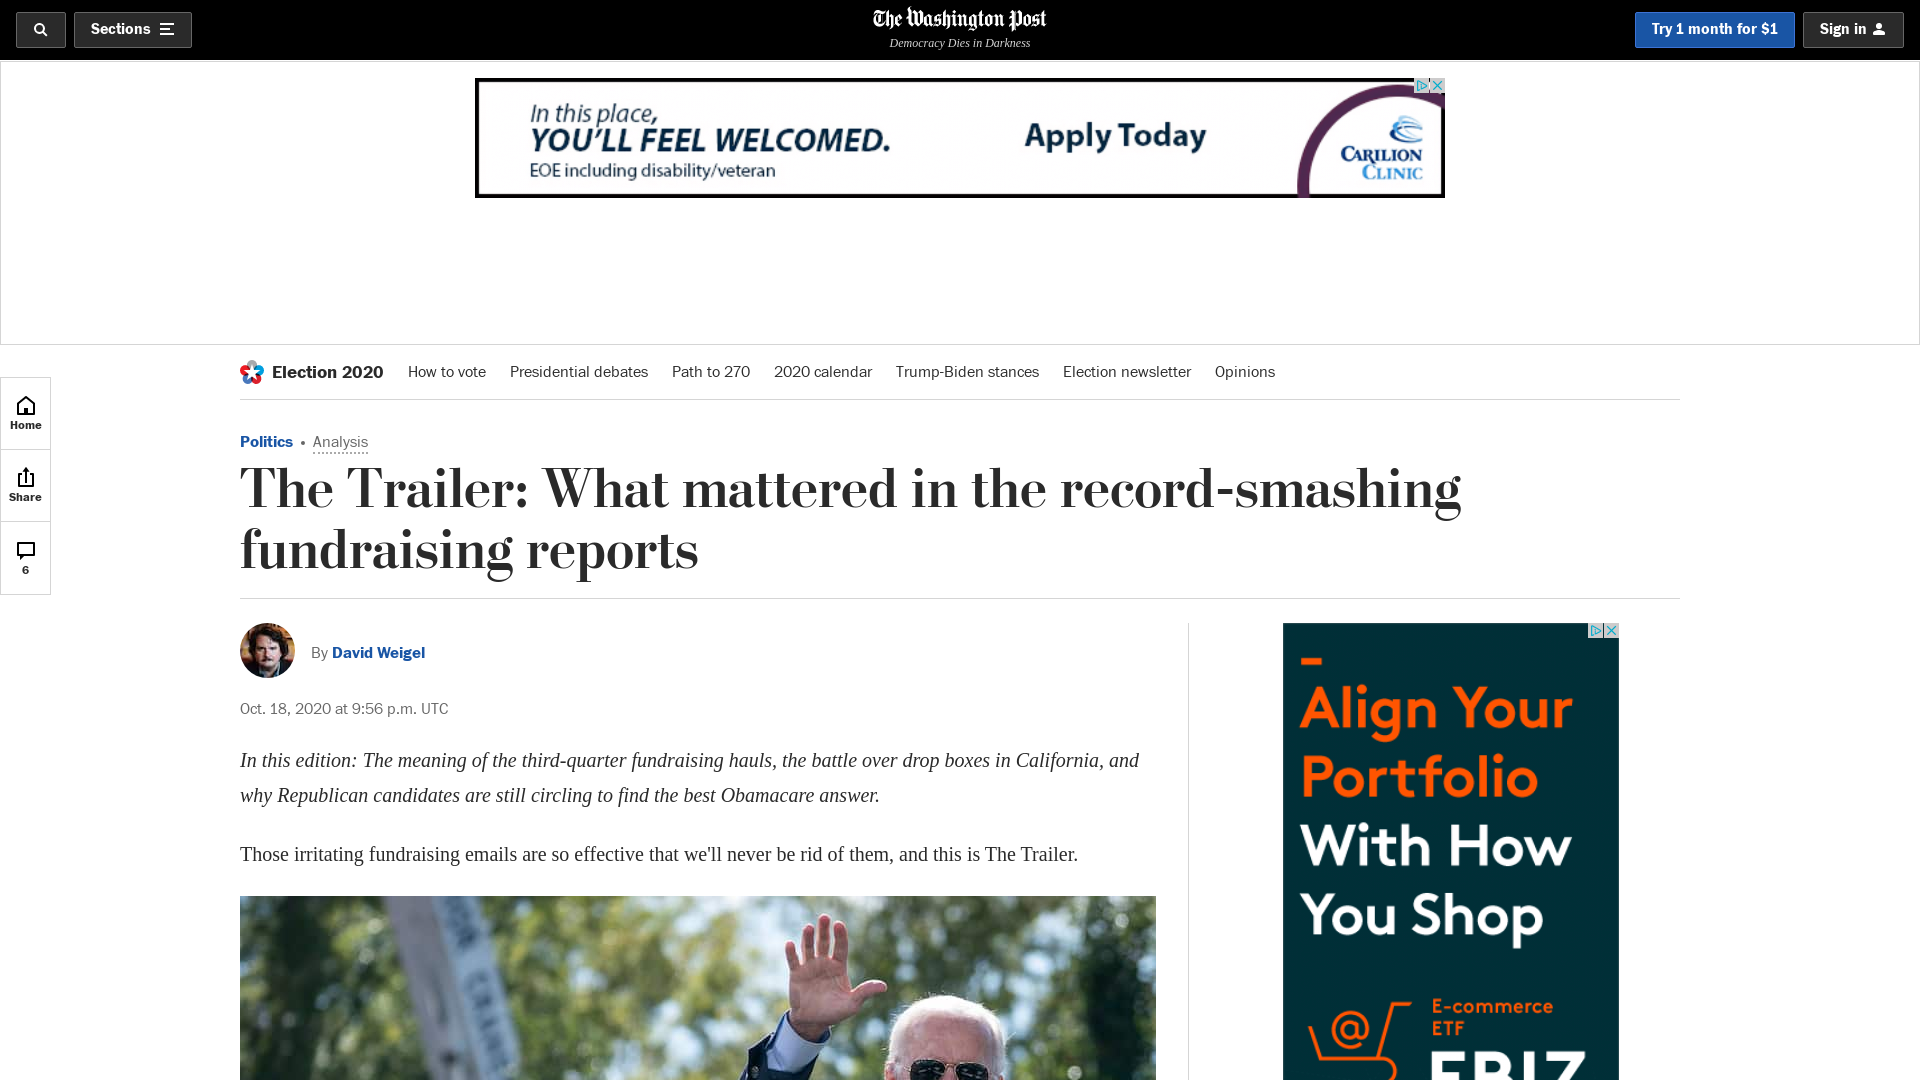 Sections
The Washington Post
Democracy Dies in Darkness
Try 1 month for $1
Sign in
In this place,
YOU'LL FEEL WELCOMED.
EOE including disability/veteran
Apply Today
CARILION
CLINIC
Election 2020
How to vote
Presidential debates
Path to 270
2020 calendar
Trump-Biden stances
Election newsletter
Opinions
Home
Share
6
Politics • Analysis
The Trailer: What mattered in the record-smashing
fundraising reports
By David Weigel
Oct. 18, 2020 at 9:56 p.m. UTC
In this edition: The meaning of the third-quarter fundraising hauls, the battle over drop boxes in California, and
why Republican candidates are still circling to find the best Obamacare answer.
Those irritating fundraising emails are so effective that we'll never be rid of them, and this is The Trailer.
Align Your
Portfolio
With How
You Shop
@
E-commerce
ETF
EBIZ